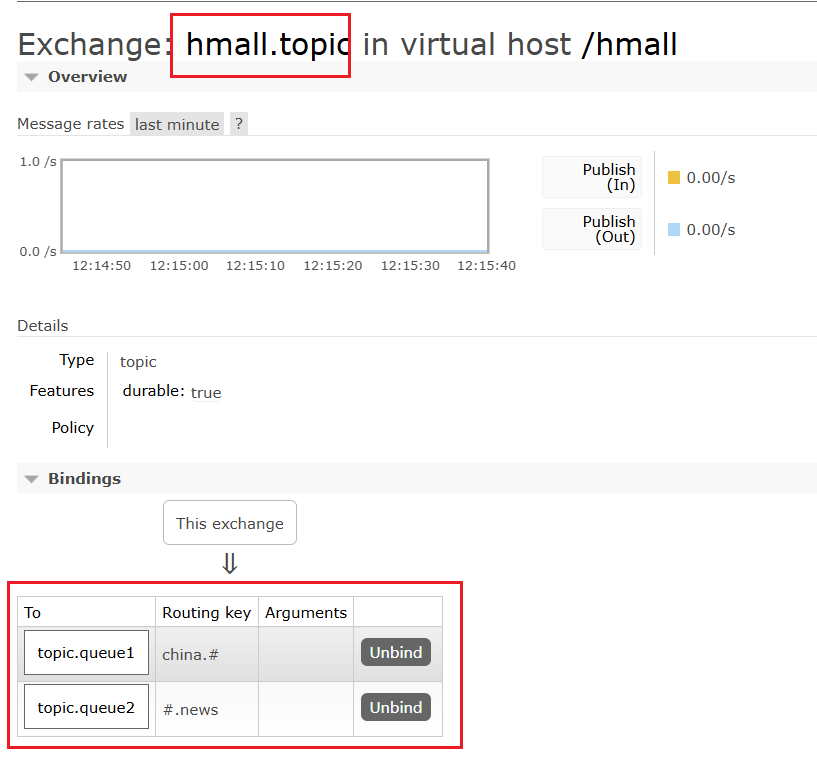 Exchange: hmall.topic in virtual host /hmall
Overview
Message rates last minute ?
1.0 /s
0.0 /s
12:14:50 12:15:00 12:15:10 12:15:20 12:15:30 12:15:40
Publish
(In)
0.00/s
Publish
(Out)
0.00/s
Details
Type topic
Features durable: true
Policy
Bindings
This exchange
⇓
To Routing key Arguments
topic.queue1 china.# Unbind
topic.queue2 #.news Unbind